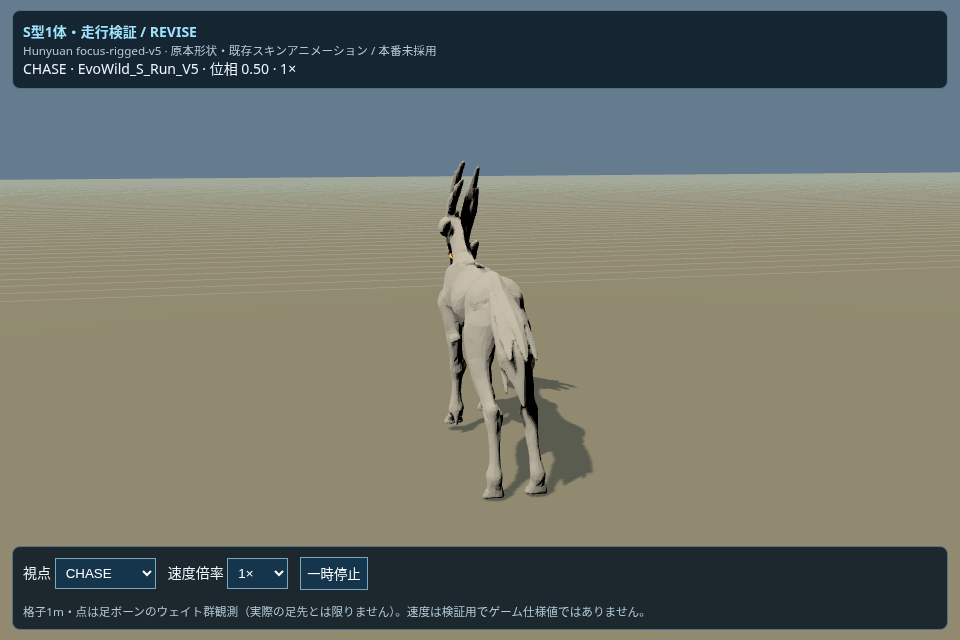 S型1体・走行検証 / REVISE
Hunyuan focus-rigged-v5 · 原本形状・既存スキンアニメーション / 本番未採用
CHASE · EvoWild_S_Run_V5 · 位相 0.50 · 1×
視点 CHASE 速度倍率 1× 一時停止
格子1m・点は足ボーンのウェイト群観測（実際の足先とは限りません）。速度は検証用でゲーム仕様値ではありません。